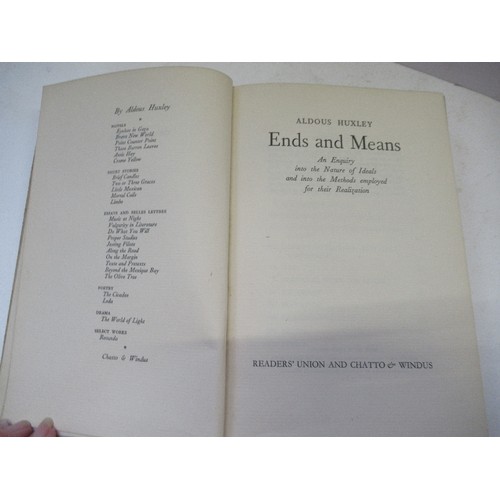 By Aldous Huxley
*
NOVELS
Eyeless in Gaza
Brave New World
Point Counter Point
Those Barren Leaves
Antic Hay
Crome Yellow
SHORT STORIES
Brief Candles
Two or Three Graces
Little Mexican
Mortal Coils
Limbo
ESSAYS AND BELLES LETTRES
Music at Night
Vulgarity in Literature
Do What You Will
Proper Studies
Jesting Pilate
Along the Road
On the Margin
Texts and Pretexts
Beyond the Mexique Bay
The Olive Tree
POETRY
The Cicadas
Leda
DRAMA
The World of Light
SELECT WORKS
Rotunda
*
Chatto & Windus
ALDOUS HUXLEY
Ends and Means
An Enquiry
into the Nature of Ideals
and into the Methods employed
for their Realization
READERS' UNION AND CHATTO & WINDUS